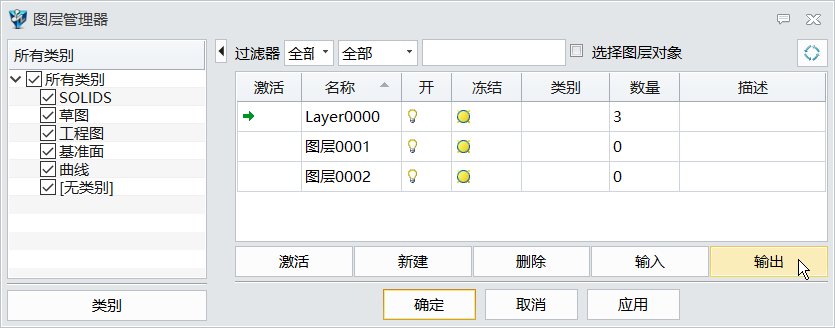 图层管理器
所有类别
所有类别
SOLIDS
草图
工程图
基准面
曲线
[无类别]
类别
过滤器 全部 全部 选择图层对象
激活 名称 开 冻结 类别 数量 描述
Layer0000 3
图层0001 0
图层0002 0
激活 新建 删除 输入 输出
确定 取消 应用